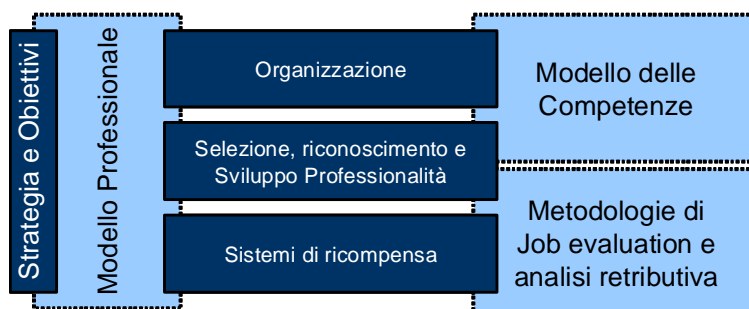 Strategia e Obiettivi
Modello Professionale
Organizzazione
Selezione, riconoscimento e
Sviluppo Professionalità
Sistemi di ricompensa
Modello delle
Competenze
Metodologie di
Job evaluation e
analisi retributiva